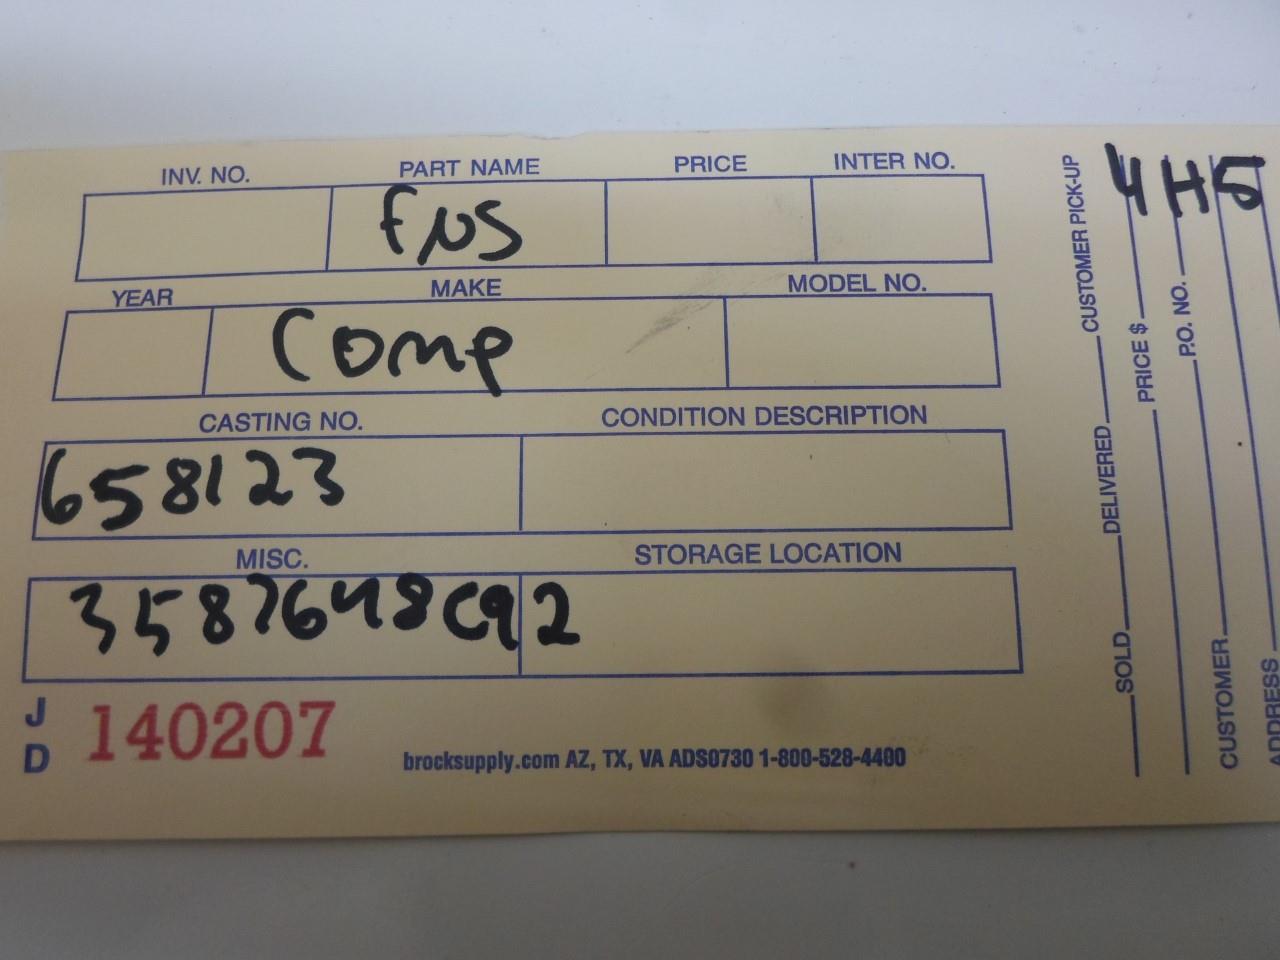 INV. NO. PART NAME PRICE INTER NO.
FNS
YEAR MAKE MODEL NO.
Comp
CASTING NO. CONDITION DESCRIPTION
658123
MISC. STORAGE LOCATION
3587648C92
J D 140207
brocksupply.com AZ, TX, VA ADS0730 1-800-528-4400
SOLD DELIVERED CUSTOMER PICK-UP
PRICE $
P.O. NO.
CUSTOMER
ADDRESS
4H5